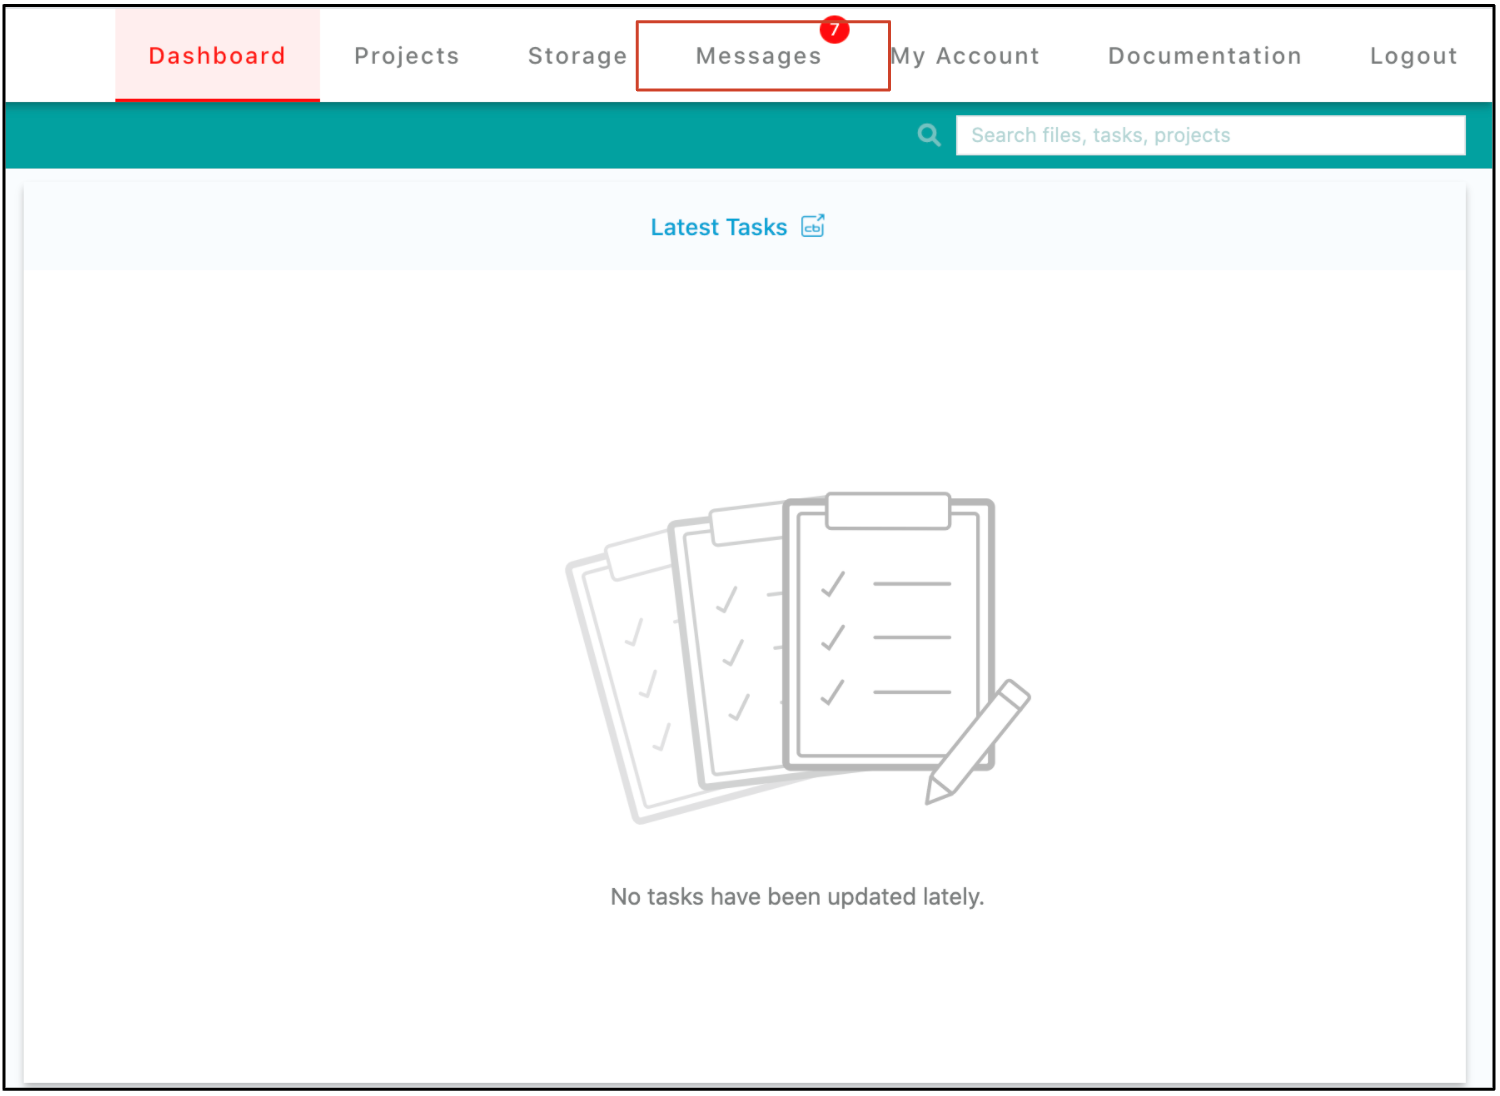 Dashboard Projects Storage Messages 7 My Account Documentation Logout
Search files, tasks, projects
Latest Tasks cb
No tasks have been updated lately.